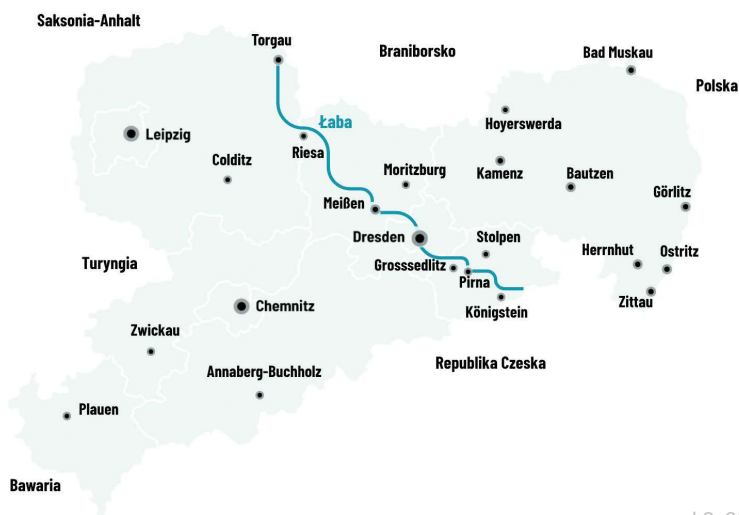 Saksonia-Anhalt
Torgau
Braniborsko
Bad Muskau
Polska
Łaba
Hoyerswerda
Leipzig
Riesa
Colditz
Moritzburg
Kamenz
Bautzen
Görlitz
Meißen
Dresden
Stolpen
Turyngia
Grosssedlitz
Herrnhut
Ostritz
Pirna
Zittau
Chemnitz
Königstein
Zwickau
Republika Czeska
Annaberg-Buchholz
Plauen
Bawaria